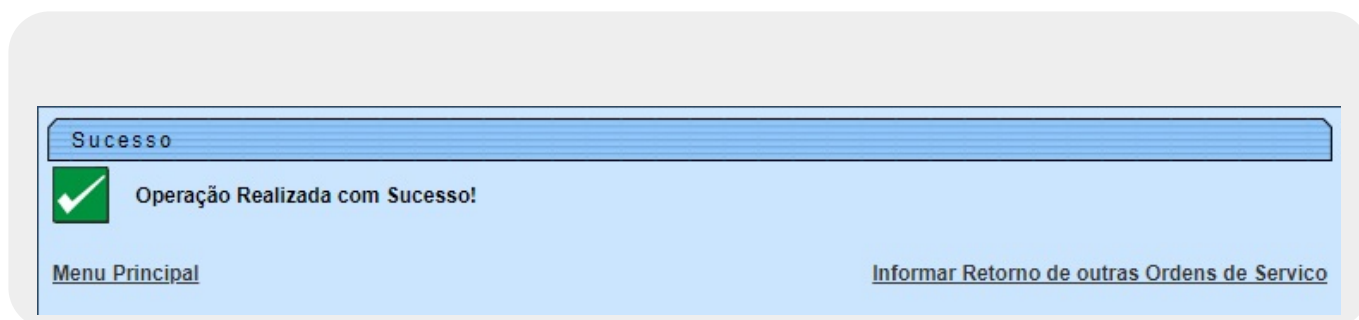 Sucesso
Operação Realizada com Sucesso!
Menu Principal
Informar Retorno de outras Ordens de Servico